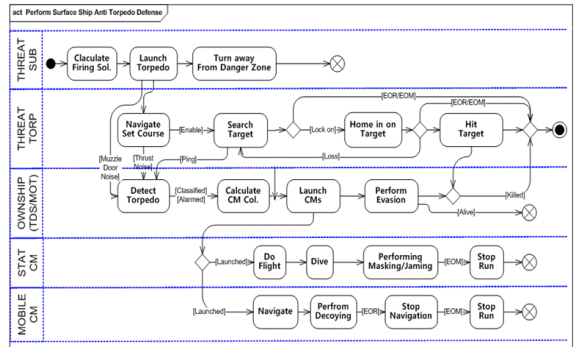 act Perform Surface Ship Anti Torpedo Defense
THREAT
SUB
Claculate
Firing Sol.
Launch
Torpedo
Turn away
From Danger Zone
THREAT
TORP
Navigate
Set Course
[Enable]
Search
Target
[Lock on]
Home in on
Target
Hit
Target
[EOR/EOM]
[EOR/EOM]
[Loss]
[Ping]
[Muzzle
Door
Noise]
[Thrust
Noise]
OWNSHIP
(TDS/MOT)
Detect
Torpedo
[Classified]
[Alarmed]
Calculate
CM Col.
Launch
CMs
Perform
Evasion
[Killed]
[Alive]
STAT
CM
[Launched]
Do
Flight
Dive
Performing
Masking/Jaming
[EOM]
Stop
Run
MOBILE
CM
[Launched]
Navigate
Perfrom
Decoying
[EOR]
Stop
Navigation
[EOM]
Stop
Run